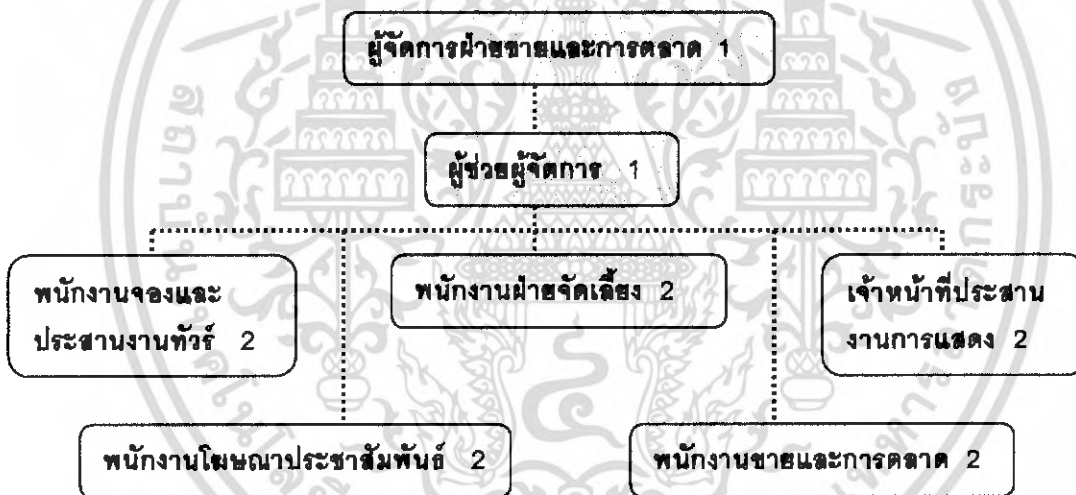 ผู้จัดการฝ่ายขายและการตลาด 1
ผู้ช่วยผู้จัดการ 1
พนักงานจองและ
ประสานงานทัวร์ 2
พนักงานฝ่ายจัดเลี้ยง 2
เจ้าหน้าที่ประสาน
งานการแสดง 2
พนักงานโฆษณาประชาสัมพันธ์ 2
พนักงานขายและการตลาด 2